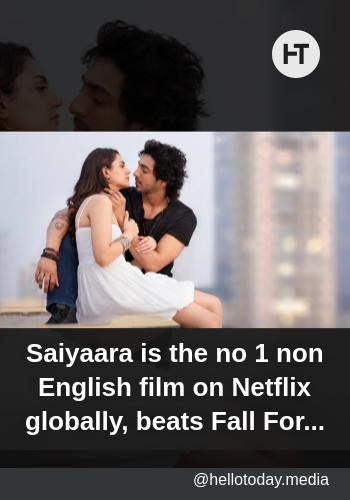 HT
Saiyaara is the no 1 non
English film on Netflix
globally, beats Fall For...
@hellotoday.media